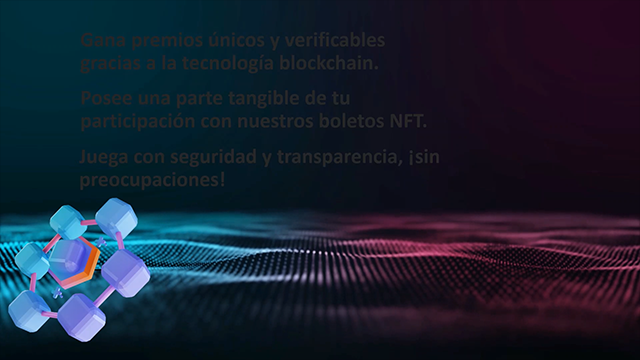 Gana premios únicos y verificables
gracias a la tecnología blockchain.
Posee una parte tangible de tu
participación con nuestros boletos NFT.
Juega con seguridad y transparencia, ¡sin
preocupaciones!